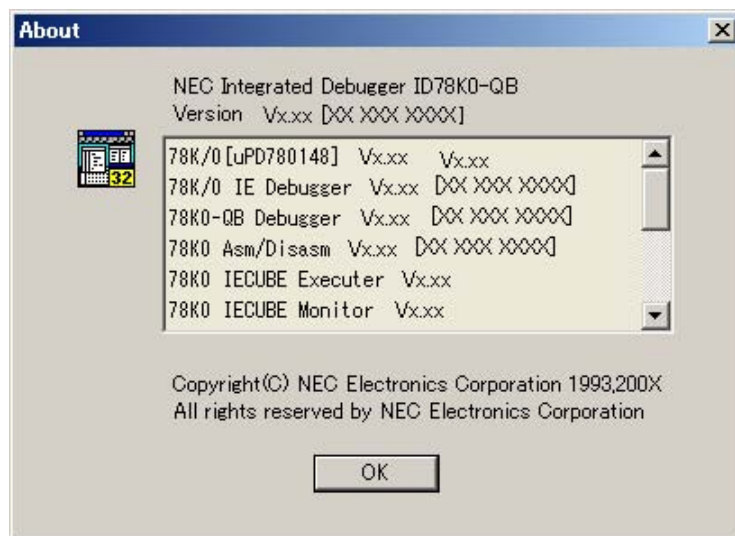 About
NEC Integrated Debugger ID78K0-QB
Version Vx.xx [XX XXX XXXX]
32
78K/0[uPD780148] Vx.xx Vx.xx
78K/0 IE Debugger Vx.xx [XX XXX XXXX]
78K0-QB Debugger Vx.xx [XX XXX XXXX]
78K0 Asm/Disasm Vx.xx [XX XXX XXXX]
78K0 IECUBE Executer Vx.xx
78K0 IECUBE Monitor Vx.xx
Copyright(C) NEC Electronics Corporation 1993,200X
All rights reserved by NEC Electronics Corporation
OK